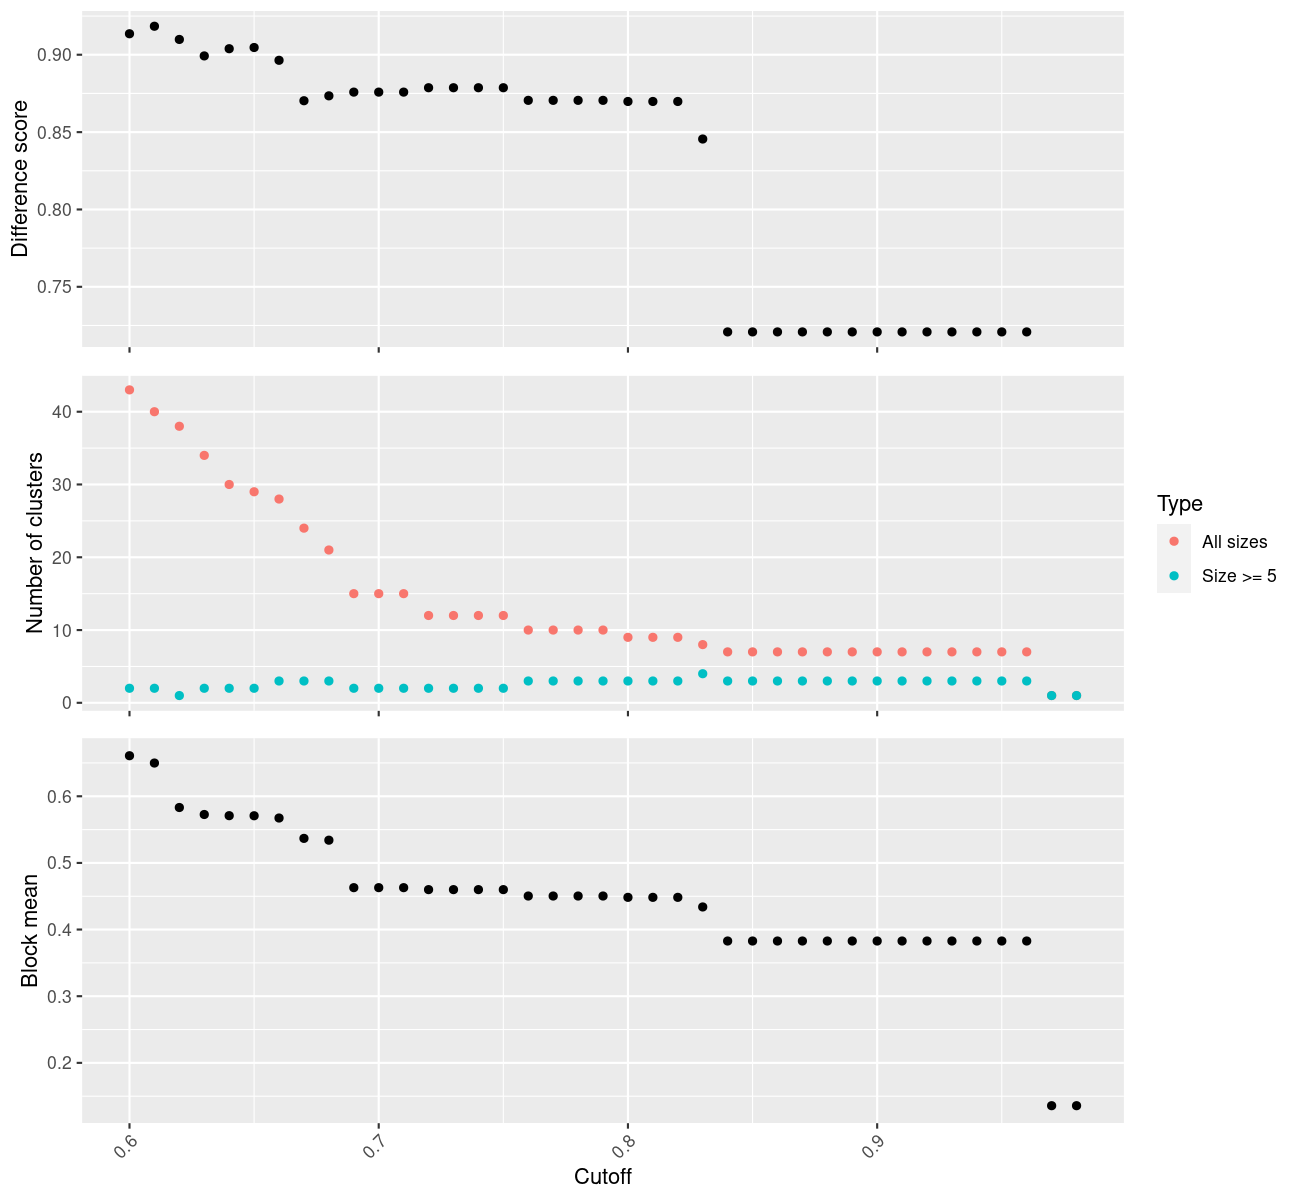 Difference score
0.90
0.85
0.80
0.75
Number of clusters
40
30
20
10
0
Type
All sizes
Size >= 5
Block mean
0.6
0.5
0.4
0.3
0.2
0.6 0.7 0.8 0.9
Cutoff